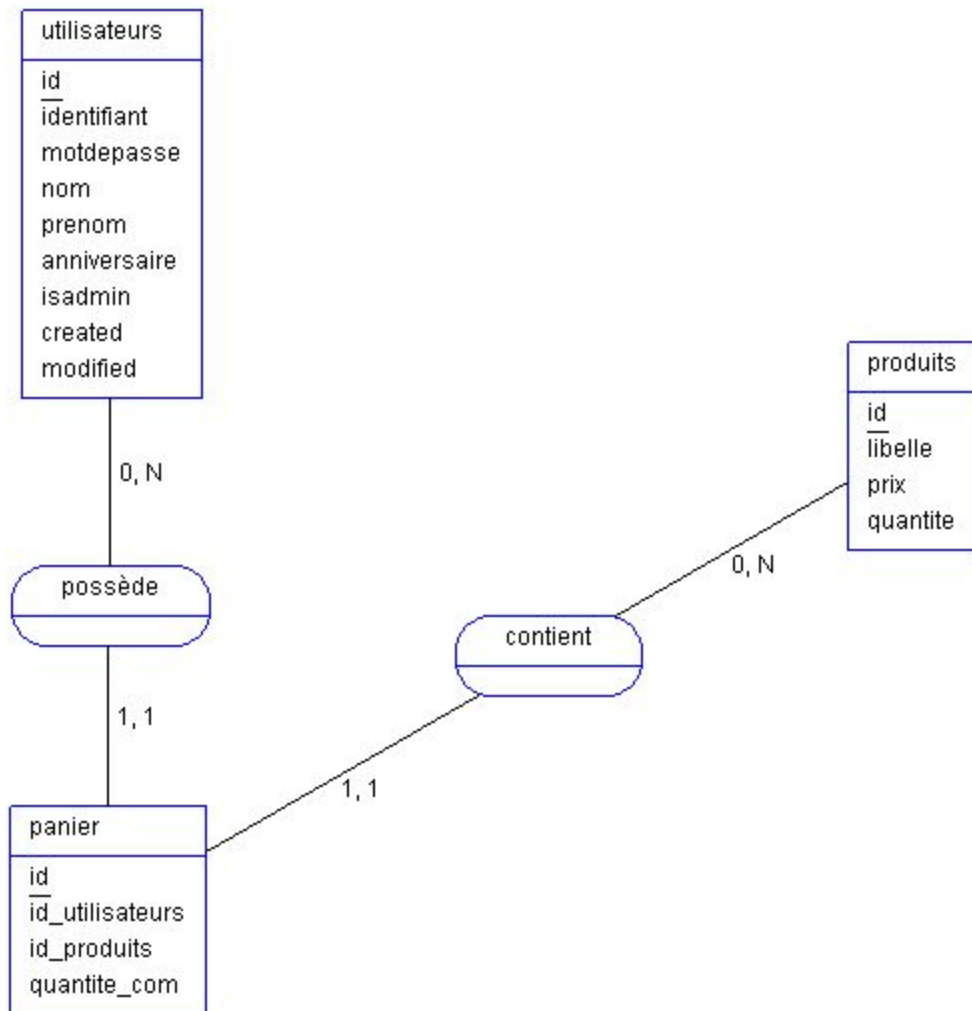 utilisateurs
id
identifiant
motdepasse
nom
prenom
anniversaire
isadmin
created
modified
0, N
possède
1, 1
panier
id
id_utilisateurs
id_produits
quantite_com
1, 1
contient
0, N
produits
id
libelle
prix
quantite